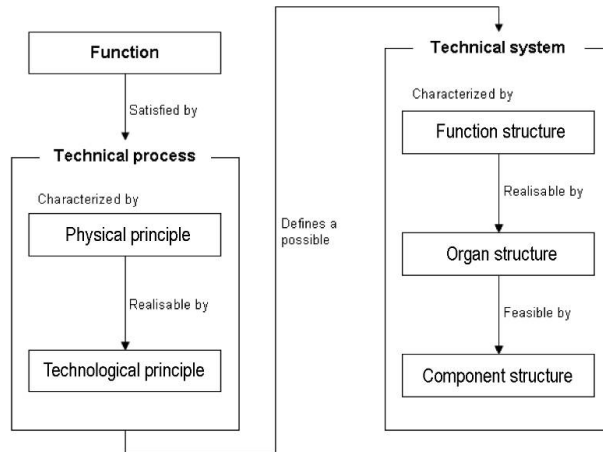 Function
Satisfied by
Technical process
Characterized by
Physical principle
Realisable by
Technological principle
Defines a
possible
Technical system
Characterized by
Function structure
Realisable by
Organ structure
Feasible by
Component structure